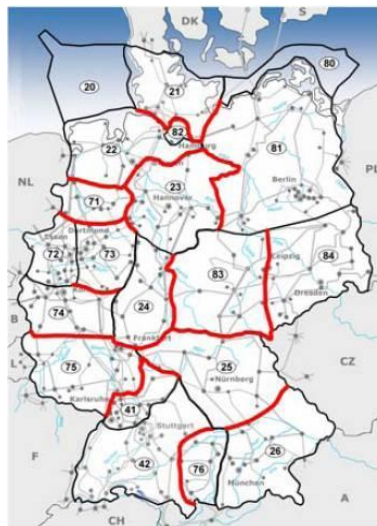 S
DK
20
21
80
82
Hamburg
22
81
NL
PL
23
Berlin
71
Hannover
Essen
Dortmund
72
73
83
Leipzig
84
24
Dresden
B
74
Frankfurt
CZ
L
75
25
Karlsruhe
Nürnberg
41
Stuttgart
F
42
76
26
München
A
CH